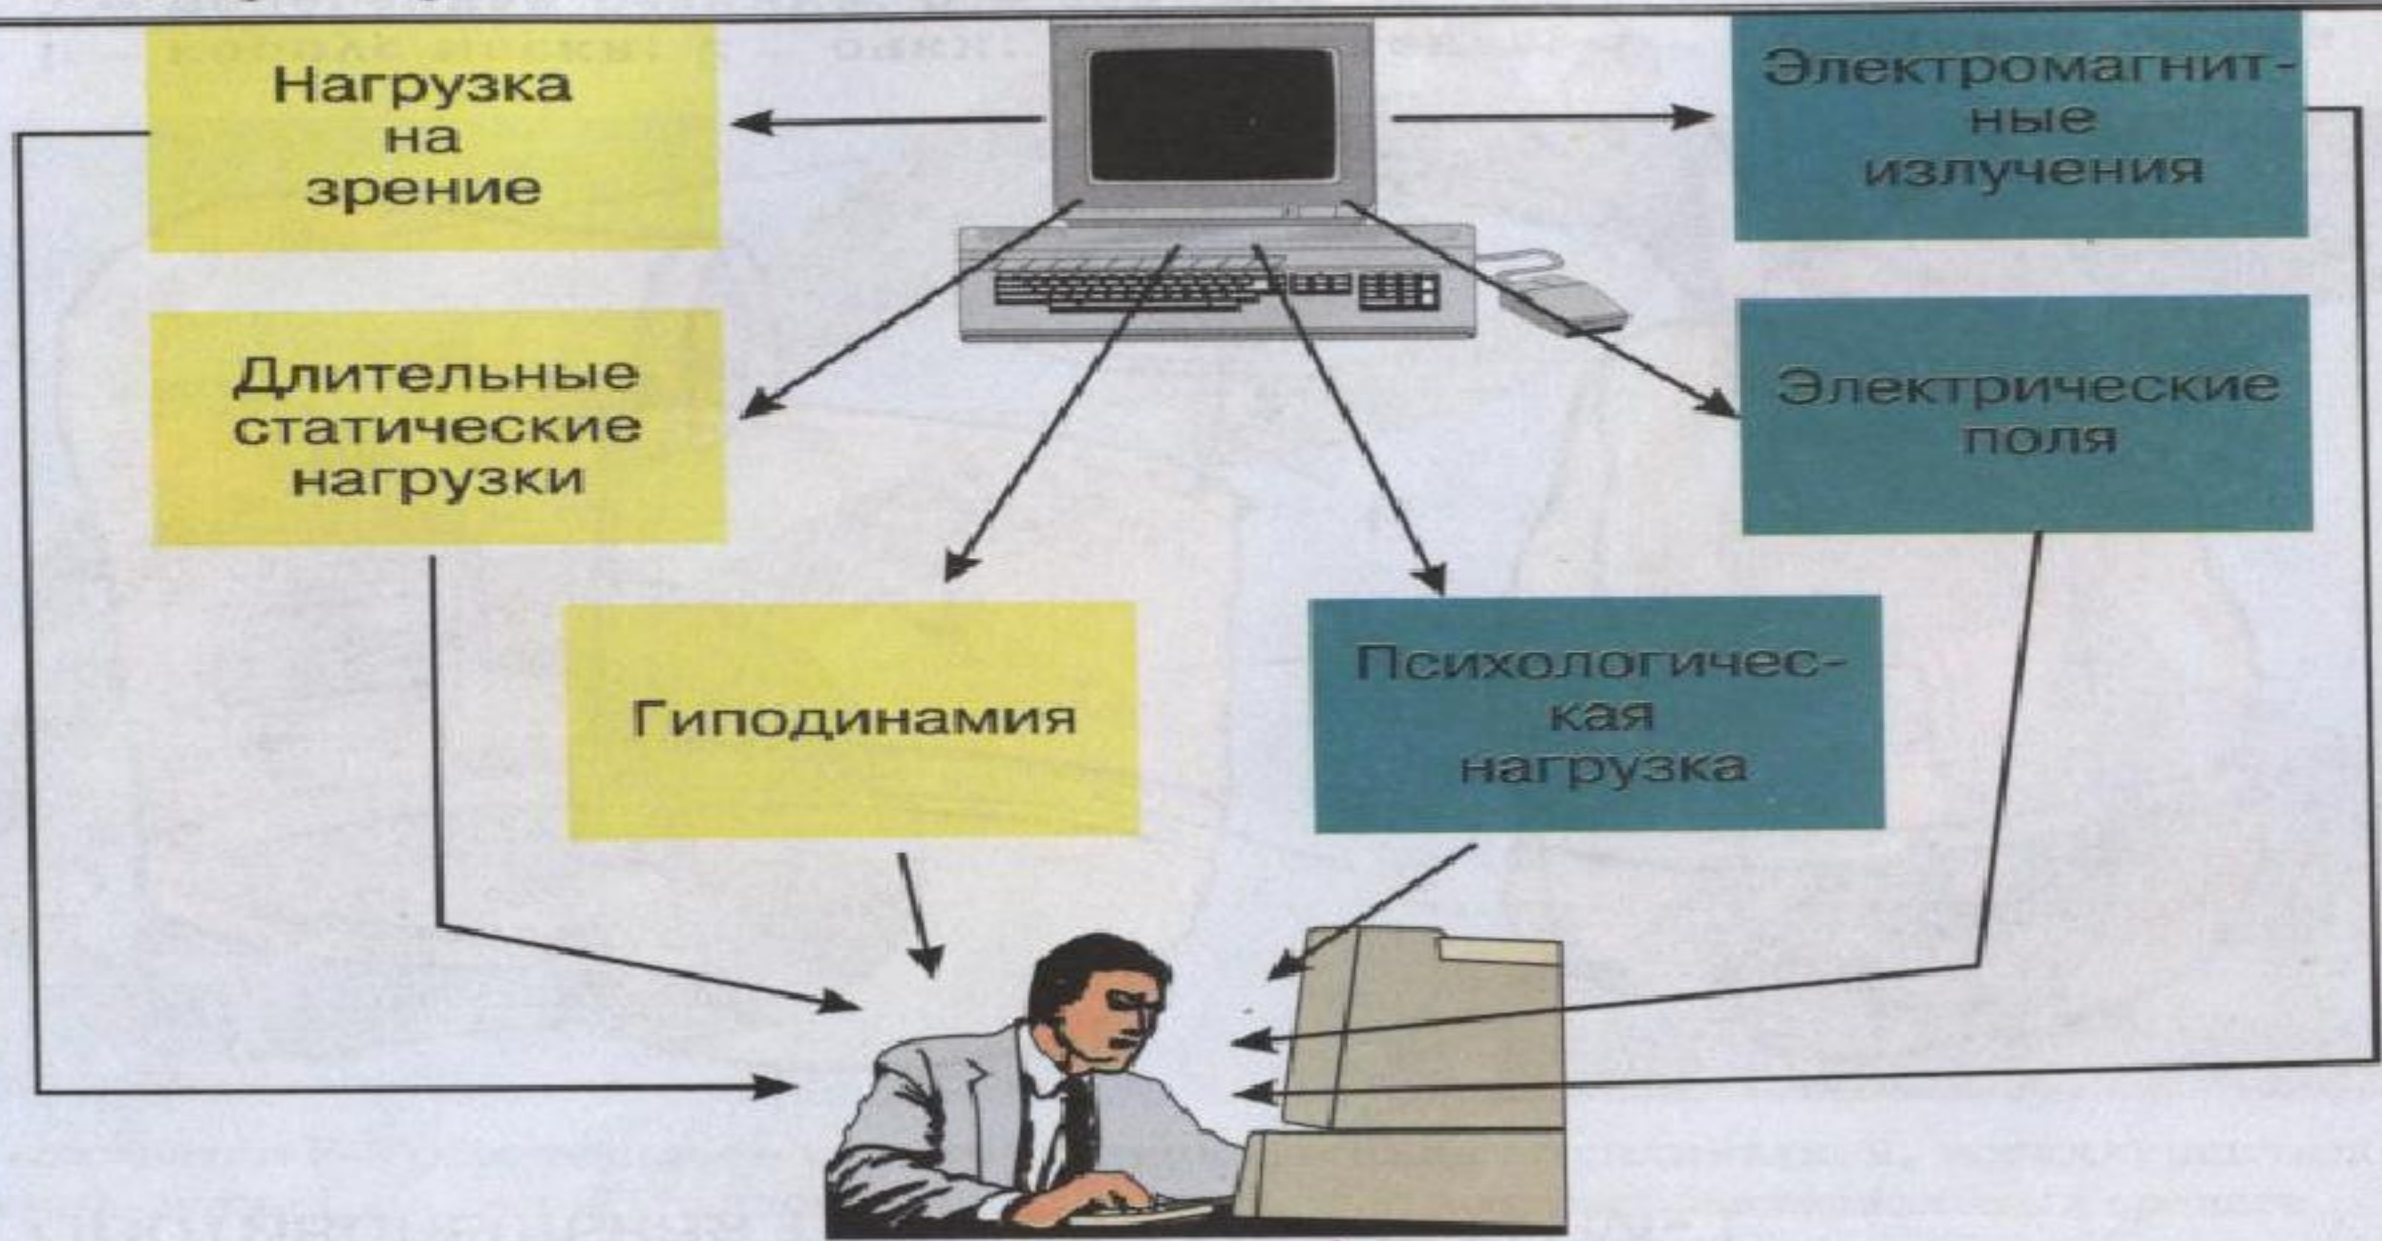 Нагрузка
на
зрение
Электромагнит-
ные
излучения
Длительные
статические
нагрузки
Электрические
поля
Гиподинамия
Психологичес-
кая
нагрузка